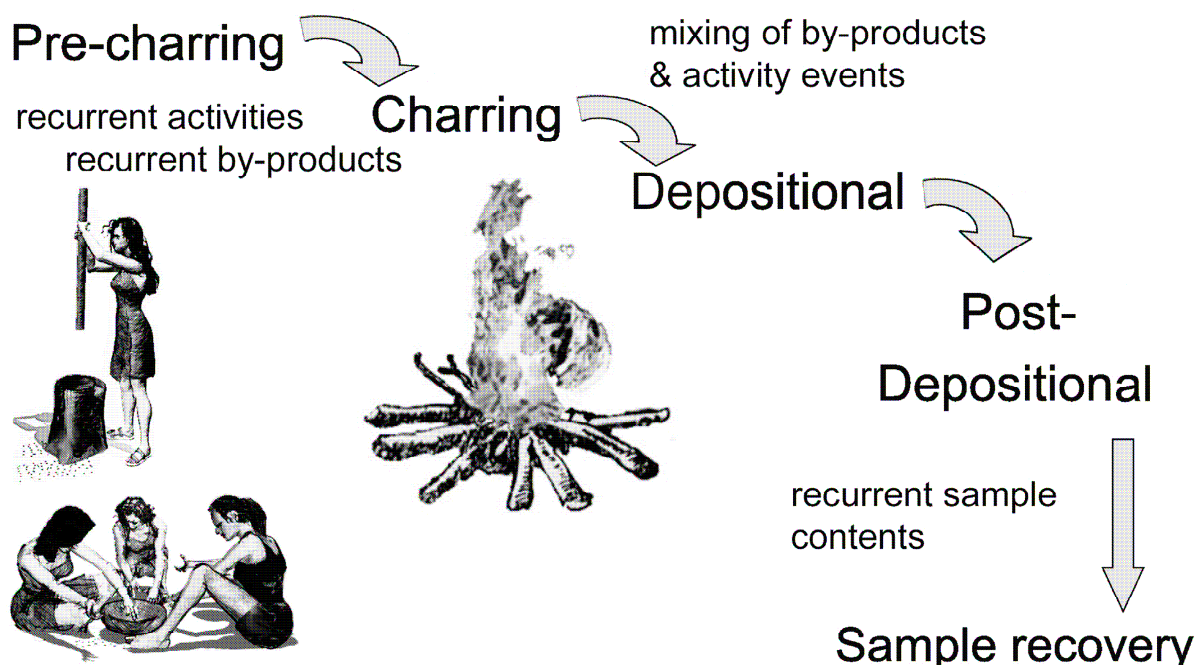 Pre-charring
recurrent activities
recurrent by-products
Charring
mixing of by-products
& activity events
Depositional
Post-
Depositional
recurrent sample
contents
Sample recovery